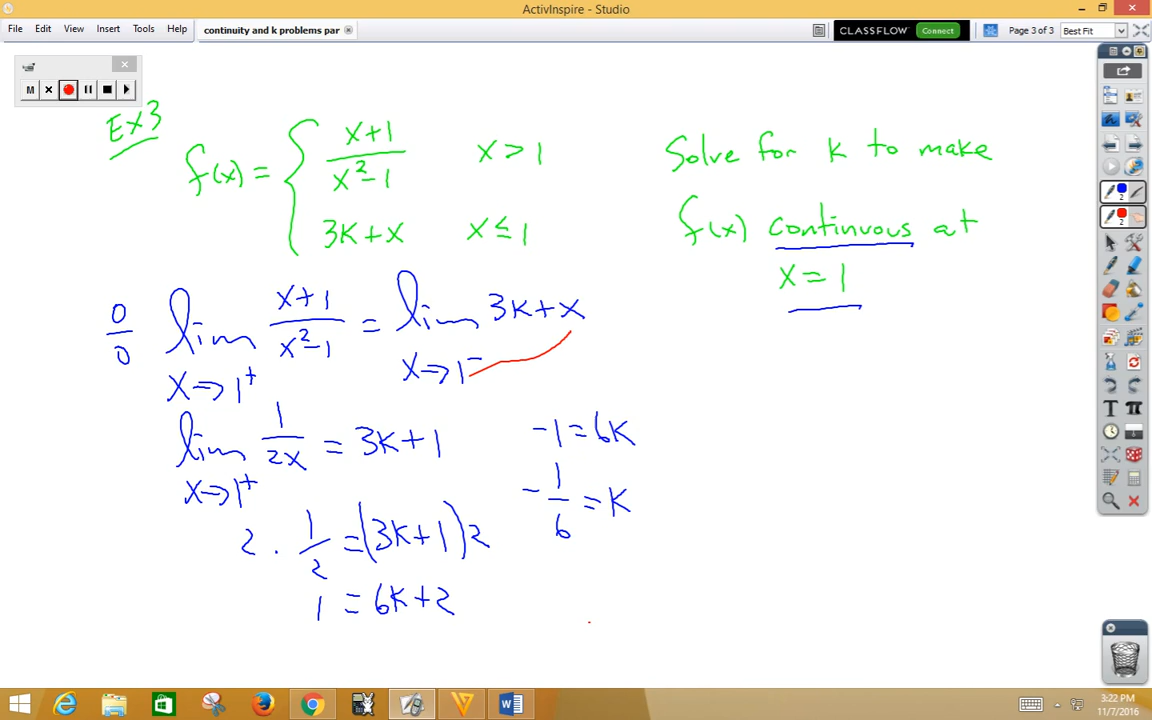 ActivInspire - Studio
File Edit View Insert Tools Help
continuity and k problems par
CLASSFLOW Connect
Page 3 of 3
Best Fit
M
Ex3
f(x) = { x+1 / x²-1   x > 1
3K+x   x ≤ 1
Solve for k to make
f(x) continuous at
x = 1
0/0
lim x→1⁺ x+1 / x²-1 = lim x→1⁻ 3K+x
lim x→1⁺ 1/2x = 3K+1
2 · 1/2 = (3K+1)2
1 = 6K+2
-1 = 6K
-1/6 = K
2
2
3:22 PM
11/7/2016